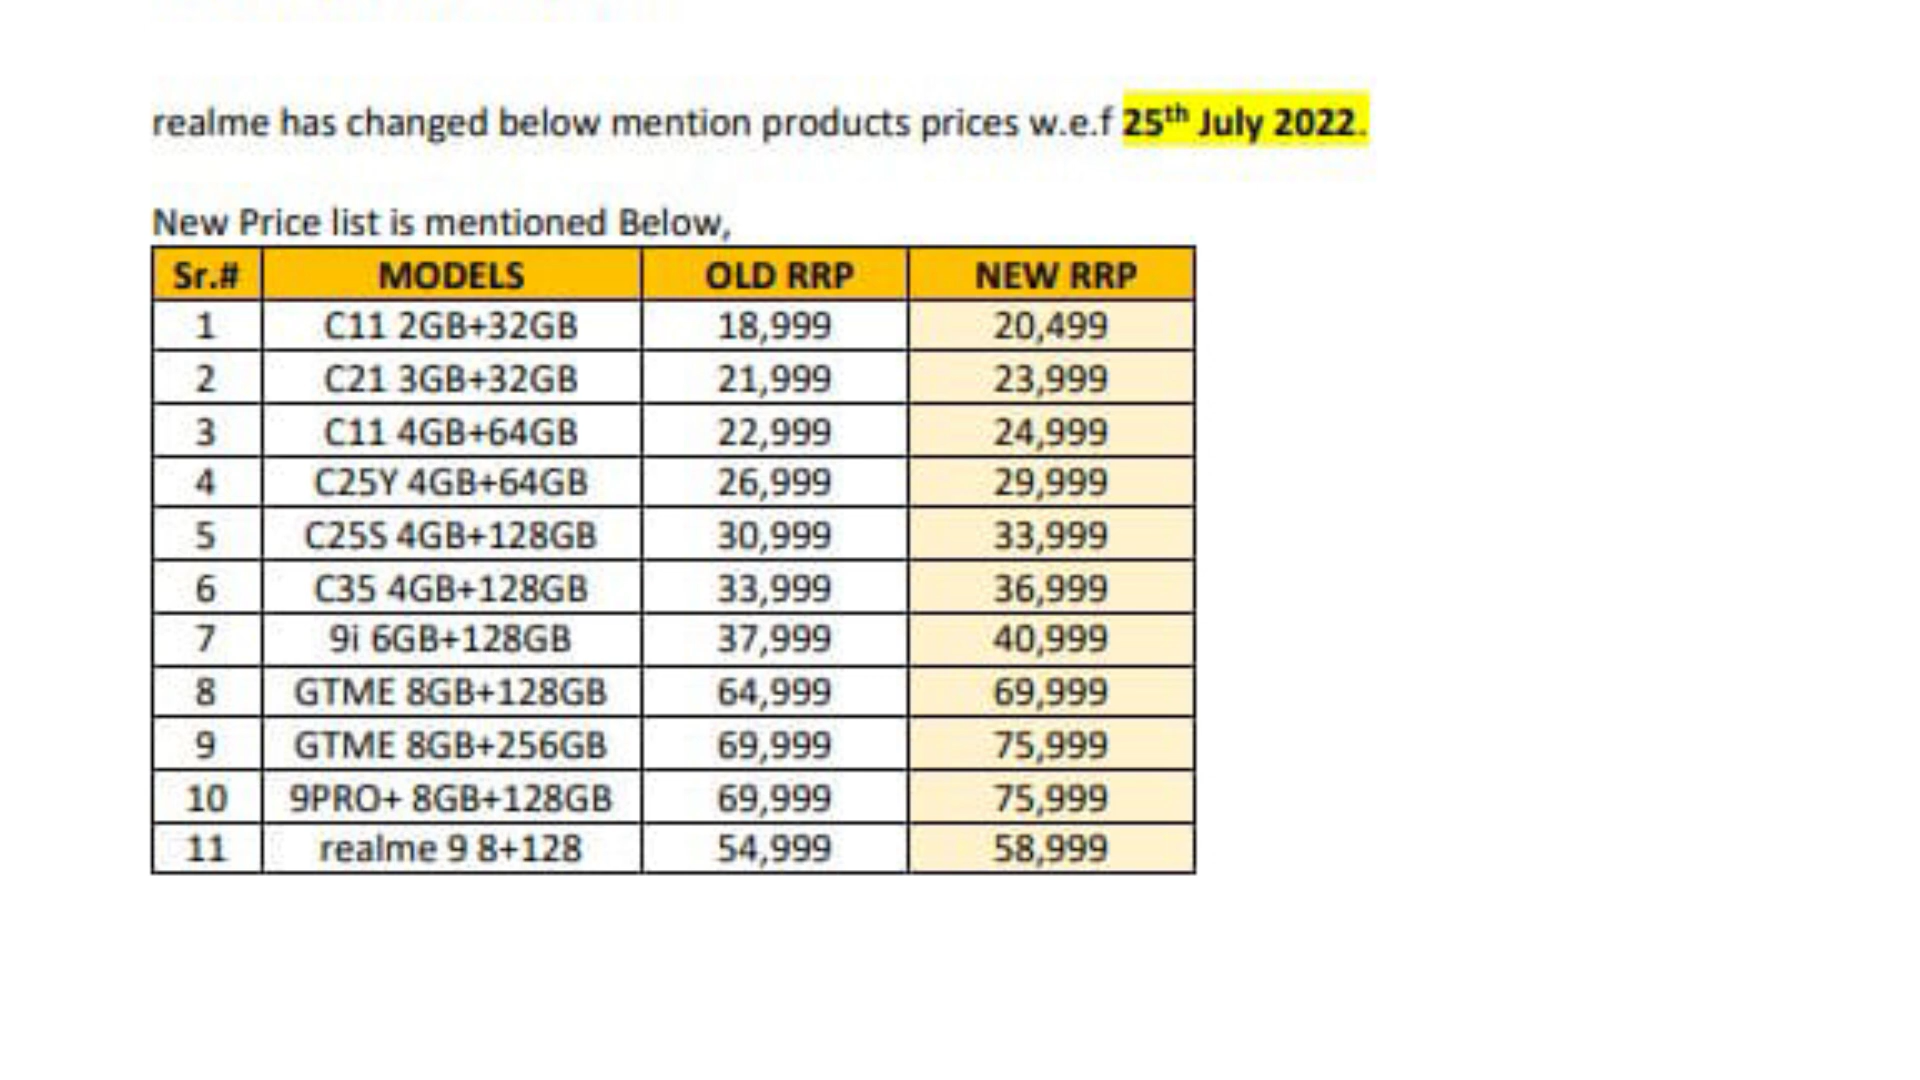 realme has changed below mention products prices w.e.f 25th July 2022.
New Price list is mentioned Below,
Sr.# MODELS OLD RRP NEW RRP
1 C11 2GB+32GB 18,999 20,499
2 C21 3GB+32GB 21,999 23,999
3 C11 4GB+64GB 22,999 24,999
4 C25Y 4GB+64GB 26,999 29,999
5 C25S 4GB+128GB 30,999 33,999
6 C35 4GB+128GB 33,999 36,999
7 9i 6GB+128GB 37,999 40,999
8 GTME 8GB+128GB 64,999 69,999
9 GTME 8GB+256GB 69,999 75,999
10 9PRO+ 8GB+128GB 69,999 75,999
11 realme 9 8+128 54,999 58,999